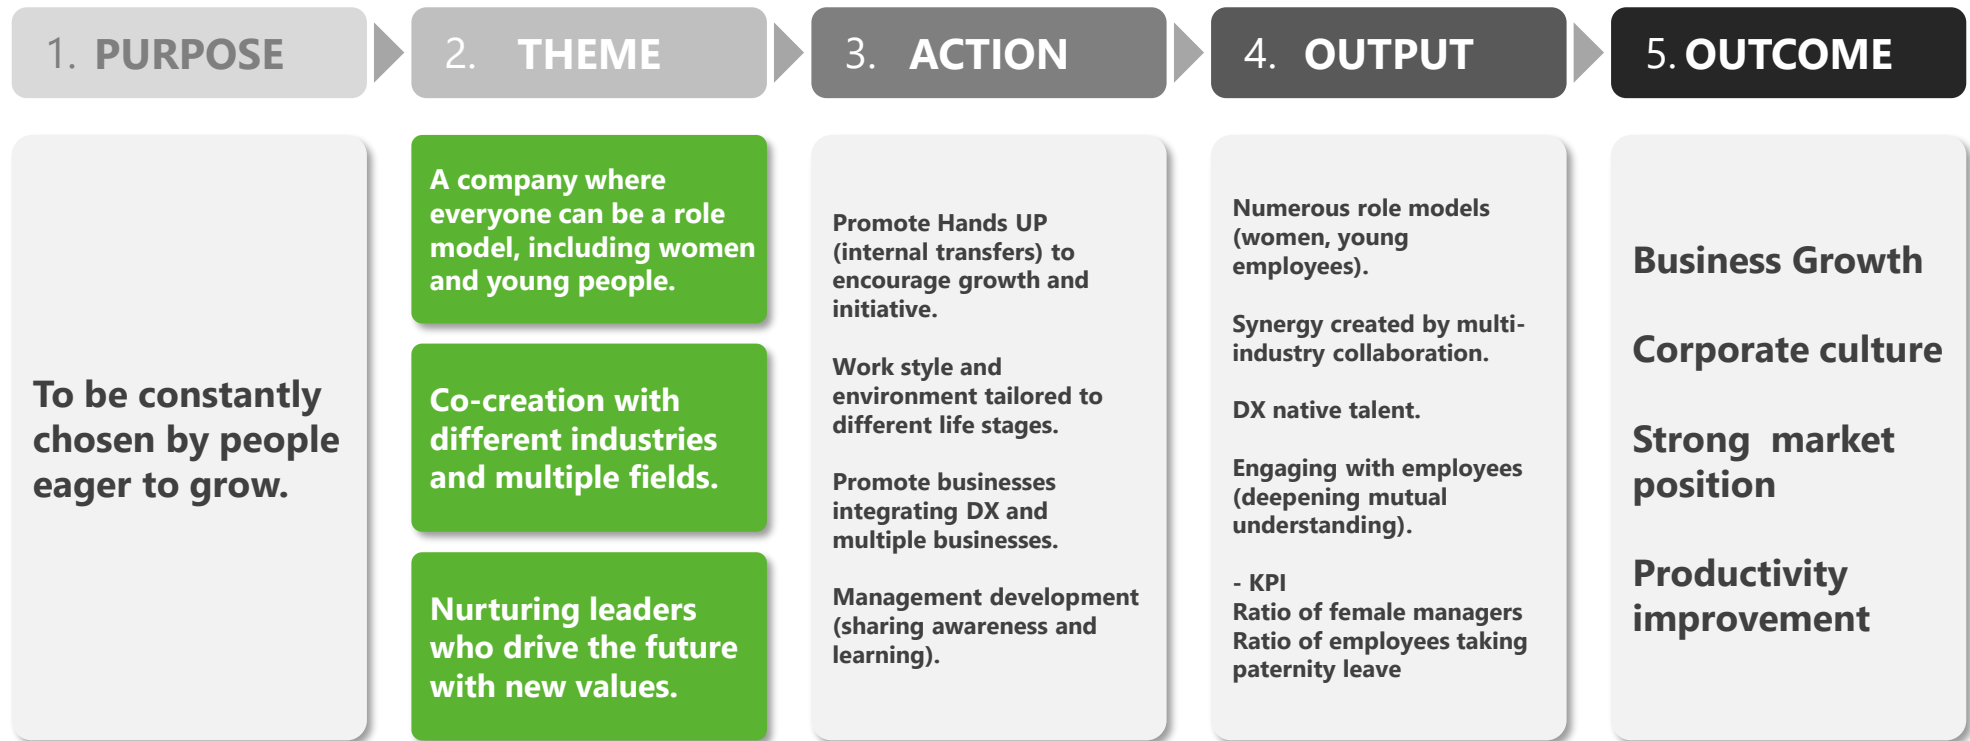 1. PURPOSE
2. THEME
3. ACTION
4. OUTPUT
5. OUTCOME
To be constantly
chosen by people
eager to grow.
A company where
everyone can be a role
model, including women
and young people.
Co-creation with
different industries
and multiple fields.
Nurturing leaders
who drive the future
with new values.
Promote Hands UP
(internal transfers) to
encourage growth and
initiative.
Work style and
environment tailored to
different life stages.
Promote businesses
integrating DX and
multiple businesses.
Management development
(sharing awareness and
learning).
Numerous role models
(women, young
employees).
Synergy created by multi-
industry collaboration.
DX native talent.
Engaging with employees
(deepening mutual
understanding).
- KPI
Ratio of female managers
Ratio of employees taking
paternity leave
Business Growth
Corporate culture
Strong  market
position
Productivity
improvement